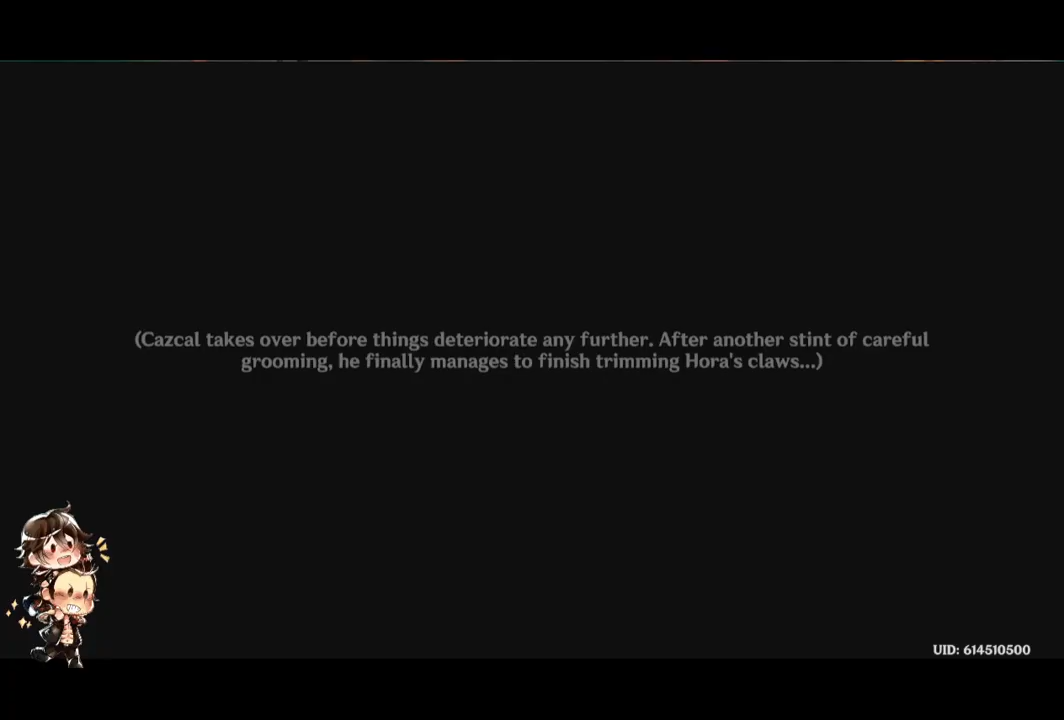 (Cazcal takes over before things deteriorate any further. After another stint of careful
grooming, he finally manages to finish trimming Hora's claws...)
UID: 614510500